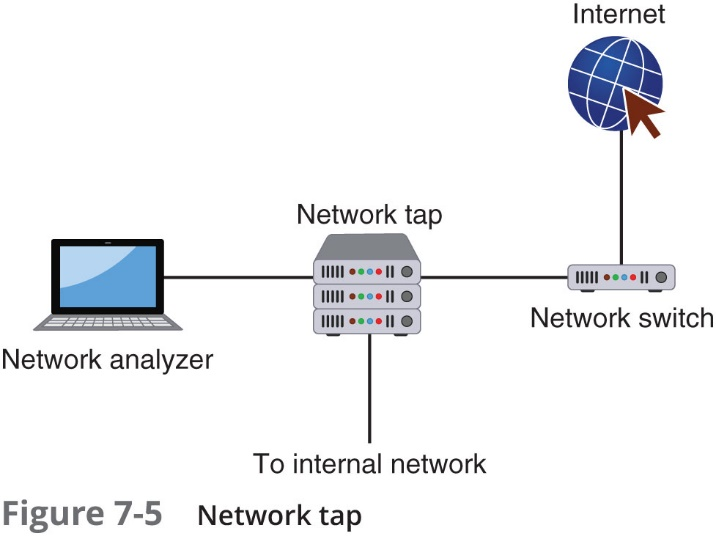 Internet
Network tap
Network switch
Network analyzer
To internal network
Figure 7-5 Network tap